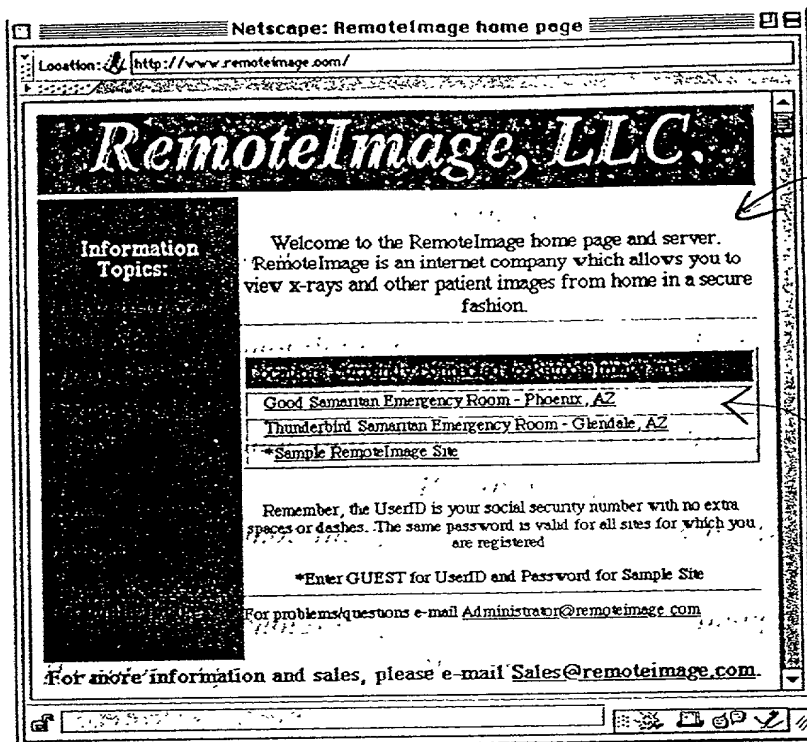 Netscape: RemoteImage home page
Location: http://www.remoteimage.com/
RemoteImage, LLC.
Information
Topics:
Welcome to the RemoteImage home page and server.
RemoteImage is an internet company which allows you to
view x-rays and other patient images from home in a secure
fashion.
Good Samaritan Emergency Room - Phoenix, AZ
Thunderbird Samaritan Emergency Room - Glendale, AZ
*Sample RemoteImage Site
Remember, the UserID is your social security number with no extra
spaces or dashes. The same password is valid for all sites for which you
are registered
*Enter GUEST for UserID and Password for Sample Site
For problems/questions e-mail Administrator@remoteimage.com
For more information and sales, please e-mail Sales@remoteimage.com.